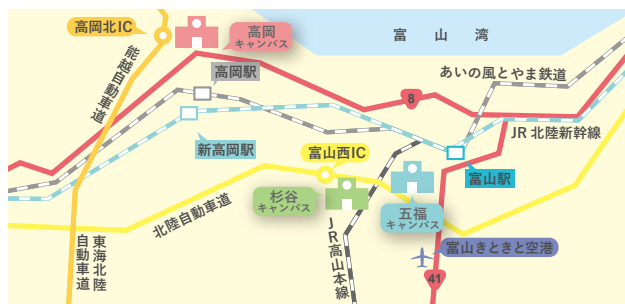 高岡北IC
高岡
キャンパス
富山湾
能越自動車道
高岡駅
あいの風とやま鉄道
8
JR北陸新幹線
新高岡駅
富山西IC
富山駅
杉谷
キャンパス
五福
キャンパス
北陸自動車道
JR高山本線
東海北陸
自動車道
富山きときと空港
41